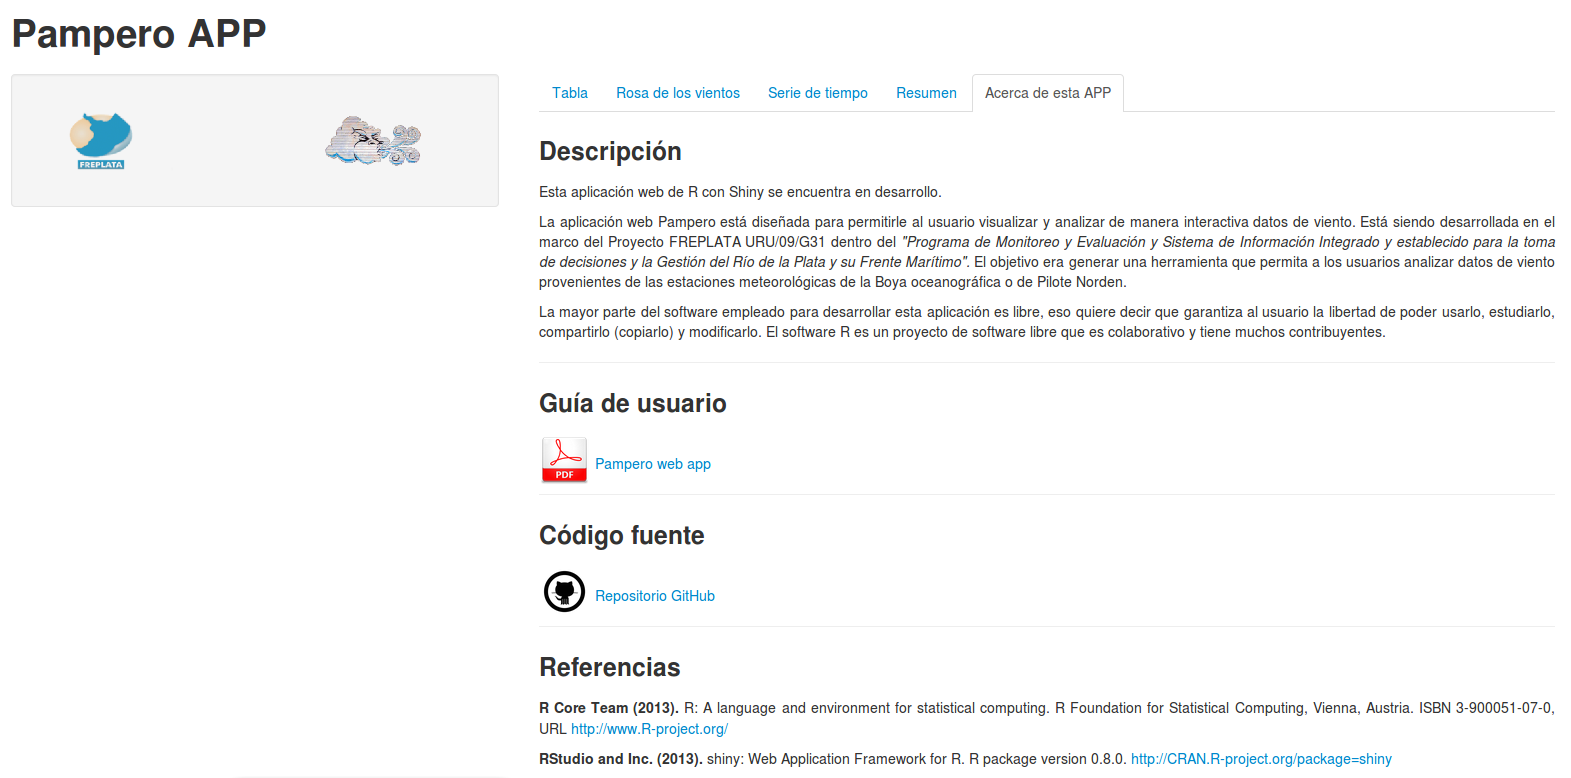 Pampero APP
FREPLATA
Tabla Rosa de los vientos Serie de tiempo Resumen Acerca de esta APP
Descripción
Esta aplicación web de R con Shiny se encuentra en desarrollo.
La aplicación web Pampero está diseñada para permitirle al usuario visualizar y analizar de manera interactiva datos de viento. Está siendo desarrollada en el
marco del Proyecto FREPLATA URU/09/G31 dentro del "Programa de Monitoreo y Evaluación y Sistema de Información Integrado y establecido para la toma
de decisiones y la Gestión del Río de la Plata y su Frente Marítimo". El objetivo era generar una herramienta que permita a los usuarios analizar datos de viento
provenientes de las estaciones meteorológicas de la Boya oceanográfica o de Pilote Norden.
La mayor parte del software empleado para desarrollar esta aplicación es libre, eso quiere decir que garantiza al usuario la libertad de poder usarlo, estudiarlo,
compartirlo (copiarlo) y modificarlo. El software R es un proyecto de software libre que es colaborativo y tiene muchos contribuyentes.
Guía de usuario
PDF Pampero web app
Código fuente
Repositorio GitHub
Referencias
R Core Team (2013). R: A language and environment for statistical computing. R Foundation for Statistical Computing, Vienna, Austria. ISBN 3-900051-07-0,
URL http://www.R-project.org/
RStudio and Inc. (2013). shiny: Web Application Framework for R. R package version 0.8.0. http://CRAN.R-project.org/package=shiny